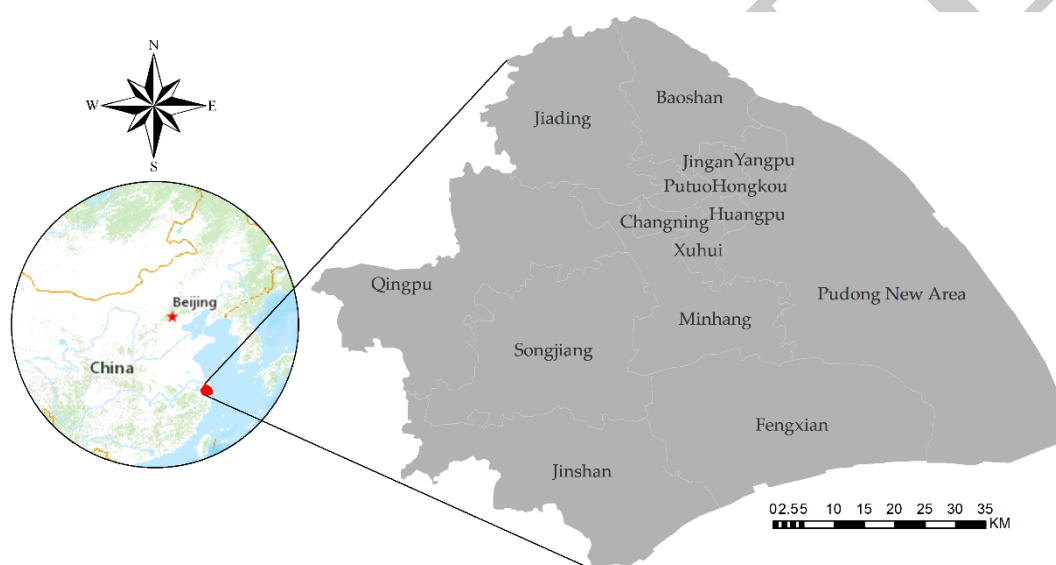 N
W E
S
Beijing
China
Baoshan
Jiading
Jingan Yangpu
Putuo Hongkou
Changning Huangpu
Xuhui
Qingpu
Pudong New Area
Minhang
Songjiang
Fengxian
Jinshan
0 2.5 5 10 15 20 25 30 35
KM